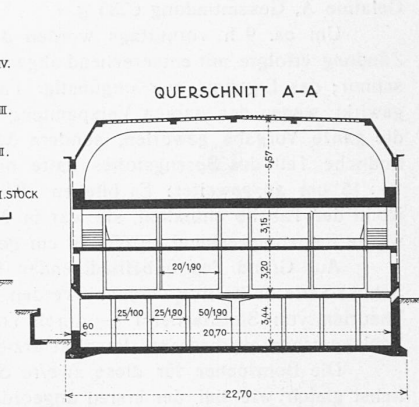 V.
QUERSCHNITT A-A
II.
I.
I.STOCK
5,57
3,15
20/1,90
3,20
25/100 25/1,90 50/1,90
3,44
60
20,70
22,70